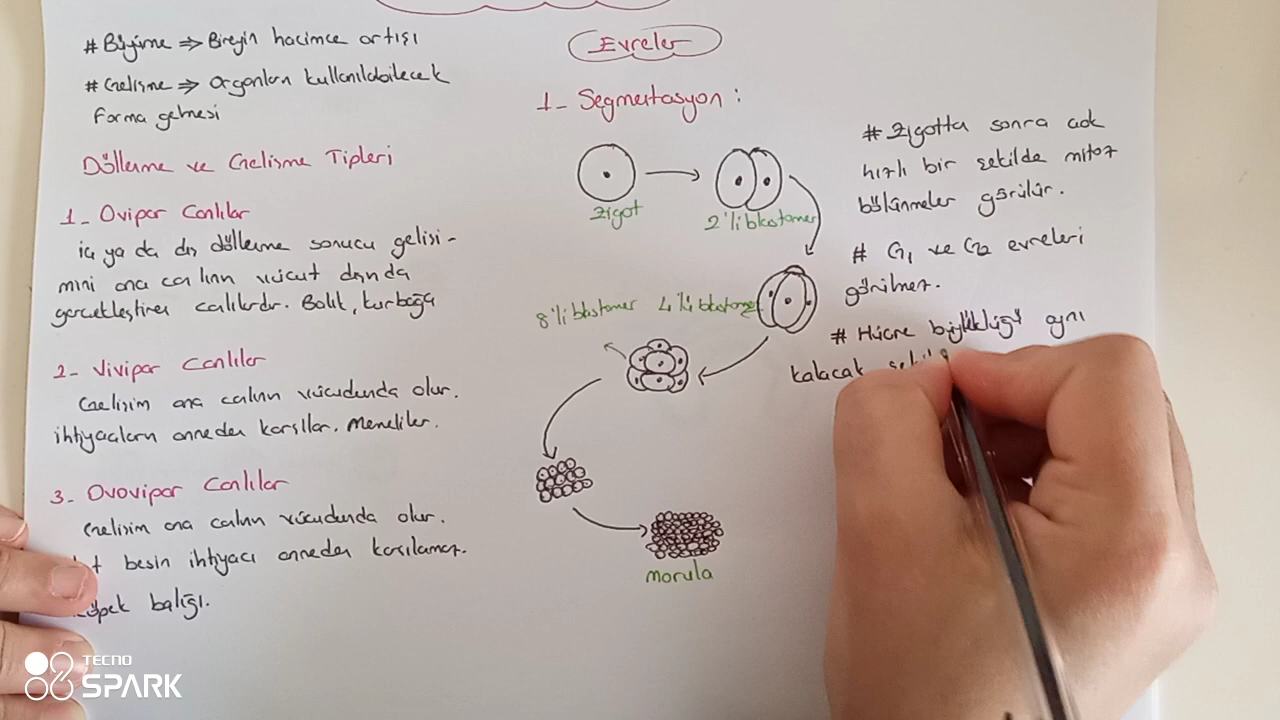 # Büyüme ⇒ Bireyin hacimce artışı
# Gelişme ⇒ Organların kullanılabilecek
forma gelmesi
Döllenme ve Gelişme Tipleri
1- Ovipar Canlılar
iç ya da dış döllenme sonucu gelişi-
mini ana canlının vücut dışında
gerçekleştiren canlılardır. Balık, kurbağa
2- Vivipar Canlılar
Gelişim ana canlının vücudunda olur.
ihtiyaçlarını anneden karşılar. Memeliler.
3- Ovovipar Canlılar
Gelişim ana canlının vücudunda olur.
besin ihtiyacı anneden karşılamaz.
köpek balığı.
Evreler
1- Segmentasyon :
zigot
2'li blastomer
4'lü blastomer
8'li blastomer
morula
# Zigotta sonra çok
hızlı bir şekilde mitoz
bölünmeler görülür.
# G1 ve G2 evreleri
görülmez.
# Hücre büyüklüğü aynı
kalacak şekil
TECNO
SPARK